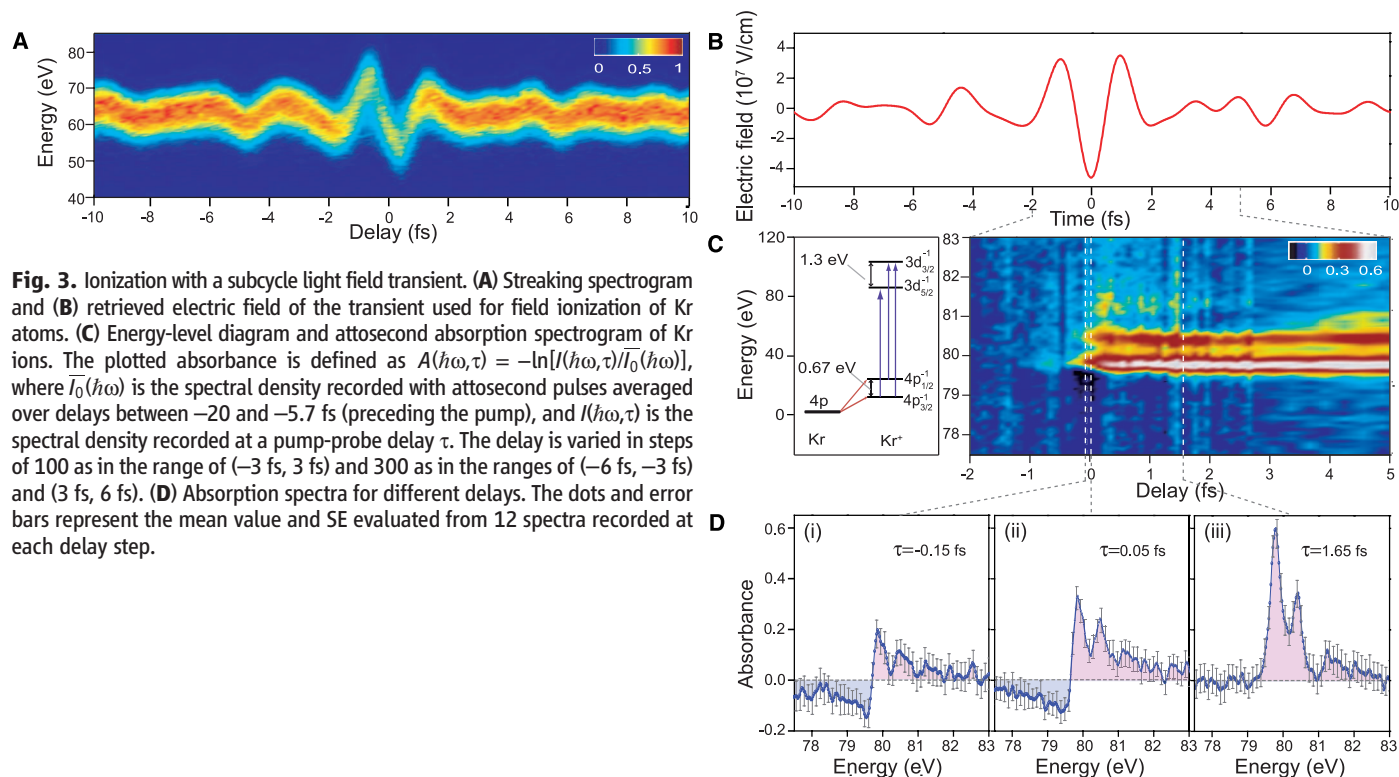 A
Energy (eV)
80
70
60
50
40
0 0.5 1
-10 -8 -6 -4 -2 0 2 4 6 8 10
Delay (fs)
B
Electric field (10⁷ V/cm)
4
2
0
-2
-4
-10 -8 -6 -4 -2 0 2 4 6 8 10
Time (fs)
Fig. 3. Ionization with a subcycle light field transient. (A) Streaking spectrogram
and (B) retrieved electric field of the transient used for field ionization of Kr
atoms. (C) Energy-level diagram and attosecond absorption spectrogram of Kr
ions. The plotted absorbance is defined as A(ħω,τ) = −ln[I(ħω,τ)/I̅₀(ħω)],
where I̅₀(ħω) is the spectral density recorded with attosecond pulses averaged
over delays between −20 and −5.7 fs (preceding the pump), and I(ħω,τ) is the
spectral density recorded at a pump-probe delay τ. The delay is varied in steps
of 100 as in the range of (−3 fs, 3 fs) and 300 as in the ranges of (−6 fs, −3 fs)
and (3 fs, 6 fs). (D) Absorption spectra for different delays. The dots and error
bars represent the mean value and SE evaluated from 12 spectra recorded at
each delay step.
C
Energy (eV)
120
80
40
0
1.3 eV
3d⁻¹₃/₂
3d⁻¹₅/₂
0.67 eV
4p⁻¹₁/₂
4p⁻¹₃/₂
4p
Kr Kr⁺
83
82
81
80
79
78
0 0.3 0.6
-2 -1 0 1 2 3 4 5
Delay (fs)
D
Absorbance
0.6
0.4
0.2
0.0
-0.2
(i)
τ=-0.15 fs
78 79 80 81 82 83
Energy (eV)
(ii)
τ=0.05 fs
78 79 80 81 82 83
Energy (eV)
(iii)
τ=1.65 fs
78 79 80 81 82 83
Energy (eV)